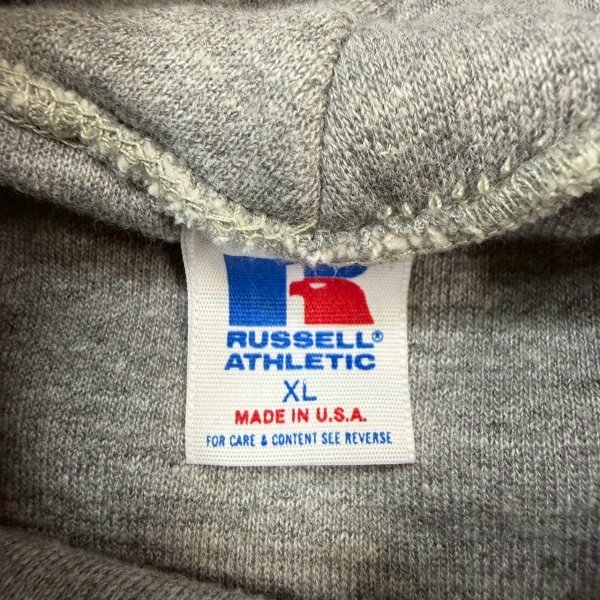 RUSSELL®
ATHLETIC
XL
MADE IN U.S.A.
FOR CARE & CONTENT SEE REVERSE